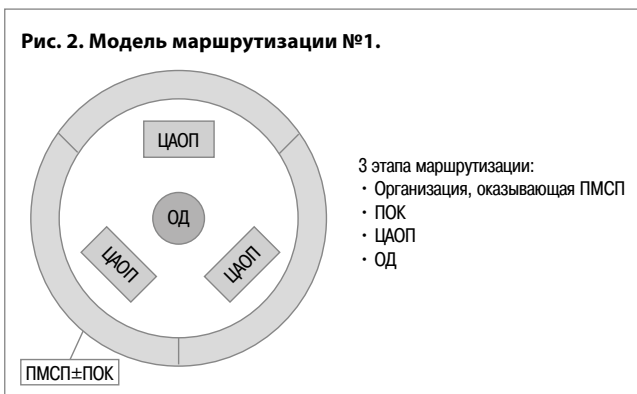 Рис. 2. Модель маршрутизации №1.
ЦАОП
ОД
ЦАОП
ЦАОП
ПМСП±ПОК
3 этапа маршрутизации:
· Организация, оказывающая ПМСП
· ПОК
· ЦАОП
· ОД